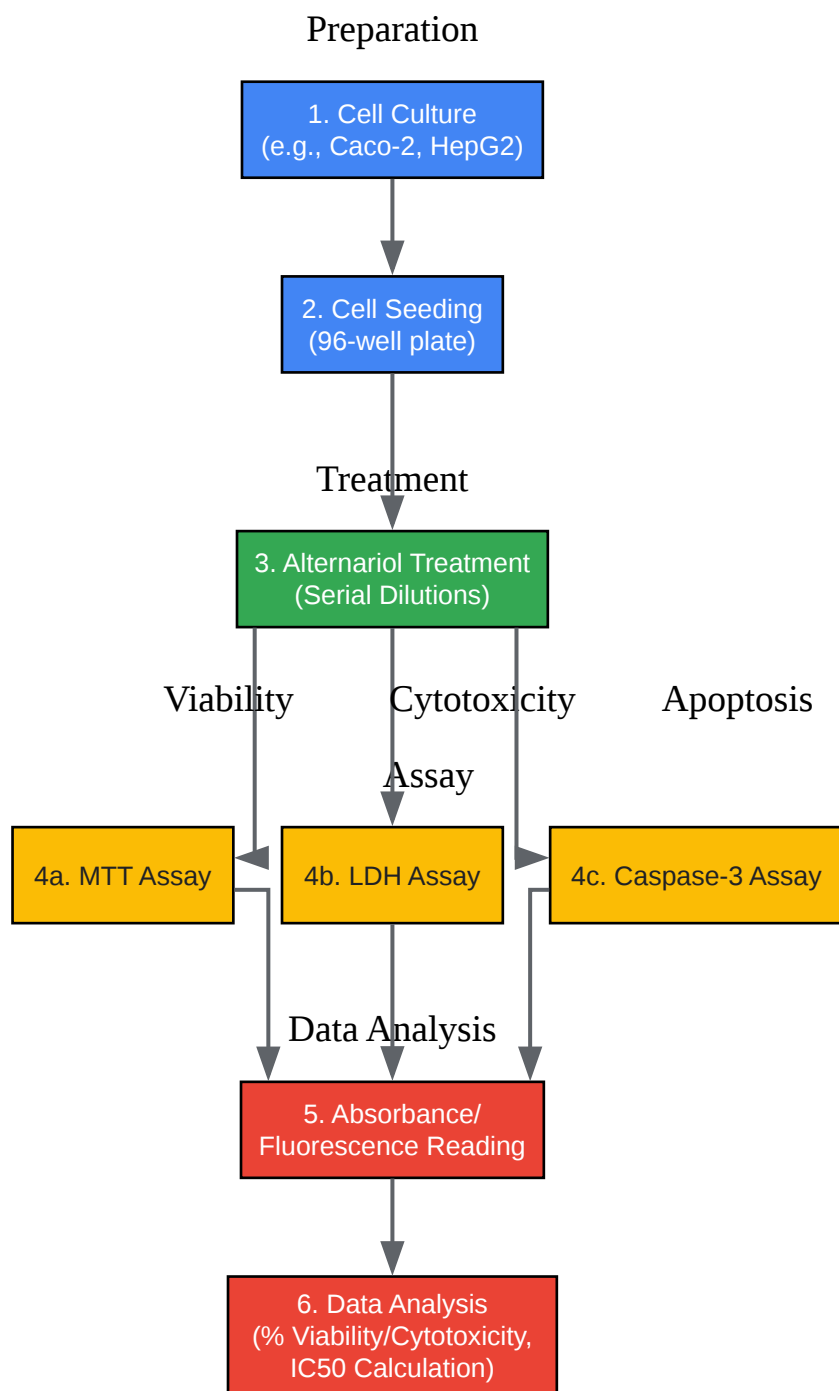 Preparation
1. Cell Culture
(e.g., Caco-2, HepG2)
2. Cell Seeding
(96-well plate)
Treatment
3. Alternariol Treatment
(Serial Dilutions)
Viability
Cytotoxicity
Apoptosis
Assay
4a. MTT Assay
4b. LDH Assay
4c. Caspase-3 Assay
Data Analysis
5. Absorbance/
Fluorescence Reading
6. Data Analysis
(% Viability/Cytotoxicity,
IC50 Calculation)